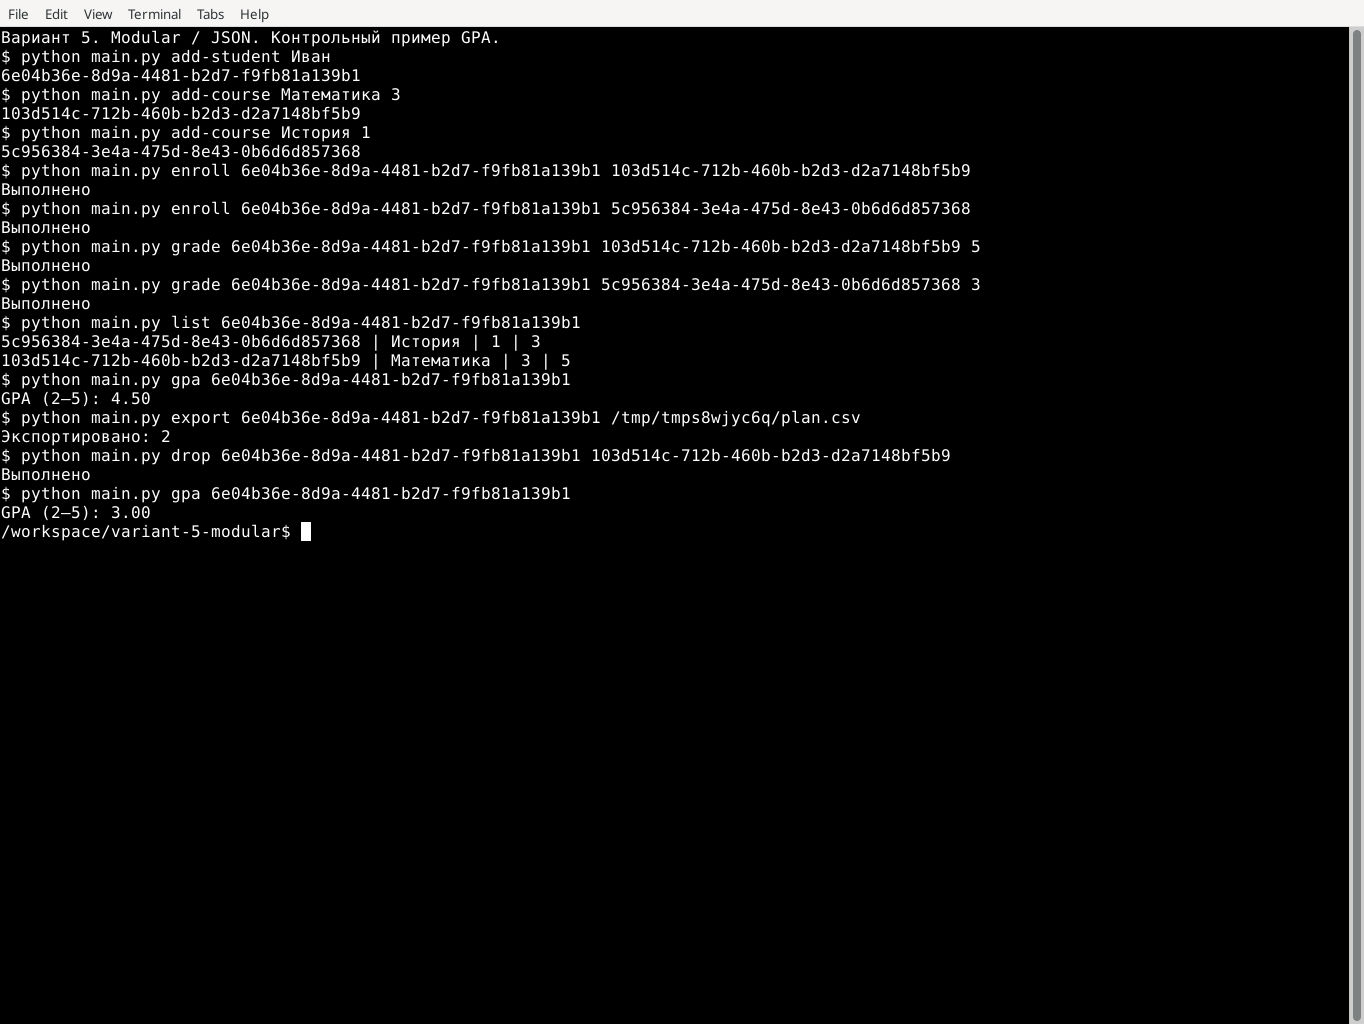 File Edit View Terminal Tabs Help
Вариант 5. Modular / JSON. Контрольный пример GPA.
$ python main.py add-student Иван
6e04b36e-8d9a-4481-b2d7-f9fb81a139b1
$ python main.py add-course Математика 3
103d514c-712b-460b-b2d3-d2a7148bf5b9
$ python main.py add-course История 1
5c956384-3e4a-475d-8e43-0b6d6d857368
$ python main.py enroll 6e04b36e-8d9a-4481-b2d7-f9fb81a139b1 103d514c-712b-460b-b2d3-d2a7148bf5b9
Выполнено
$ python main.py enroll 6e04b36e-8d9a-4481-b2d7-f9fb81a139b1 5c956384-3e4a-475d-8e43-0b6d6d857368
Выполнено
$ python main.py grade 6e04b36e-8d9a-4481-b2d7-f9fb81a139b1 103d514c-712b-460b-b2d3-d2a7148bf5b9 5
Выполнено
$ python main.py grade 6e04b36e-8d9a-4481-b2d7-f9fb81a139b1 5c956384-3e4a-475d-8e43-0b6d6d857368 3
Выполнено
$ python main.py list 6e04b36e-8d9a-4481-b2d7-f9fb81a139b1
5c956384-3e4a-475d-8e43-0b6d6d857368 | История | 1 | 3
103d514c-712b-460b-b2d3-d2a7148bf5b9 | Математика | 3 | 5
$ python main.py gpa 6e04b36e-8d9a-4481-b2d7-f9fb81a139b1
GPA (2–5): 4.50
$ python main.py export 6e04b36e-8d9a-4481-b2d7-f9fb81a139b1 /tmp/tmps8wjyc6q/plan.csv
Экспортировано: 2
$ python main.py drop 6e04b36e-8d9a-4481-b2d7-f9fb81a139b1 103d514c-712b-460b-b2d3-d2a7148bf5b9
Выполнено
$ python main.py gpa 6e04b36e-8d9a-4481-b2d7-f9fb81a139b1
GPA (2–5): 3.00
/workspace/variant-5-modular$